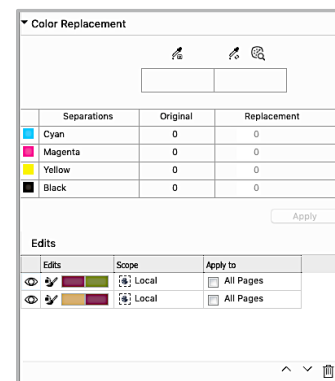 Color Replacement
Separations Original Replacement
Cyan 0 0
Magenta 0 0
Yellow 0 0
Black 0 0
Apply
Edits
Edits Scope Apply to
Local All Pages
Local All Pages